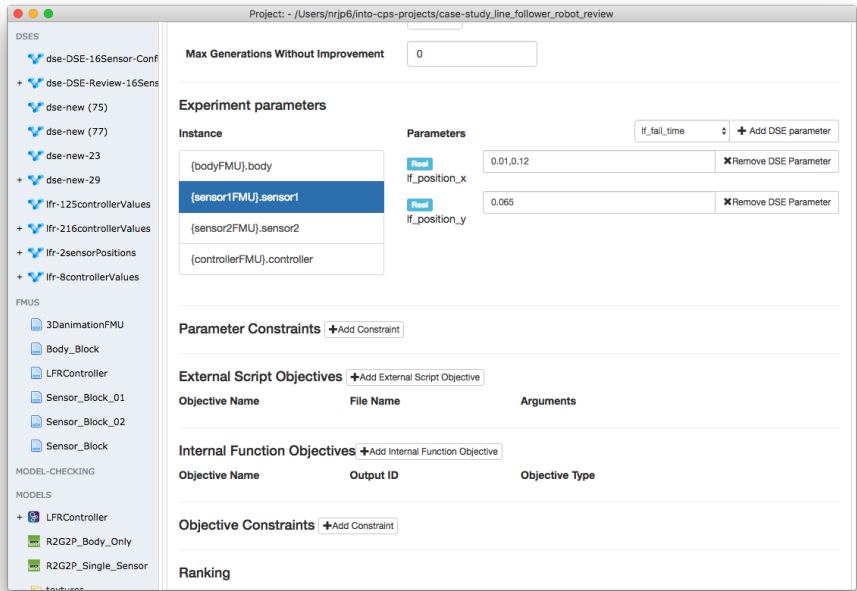 Project: - /Users/nrjp6/into-cps-projects/case-study_line_follower_robot_review
DSES
dse-DSE-16Sensor-Confi
+ dse-DSE-Review-16Sens
dse-new (75)
dse-new (77)
dse-new-23
+ dse-new-29
lfr-125controllerValues
+ lfr-216controllerValues
+ lfr-2sensorPositions
+ lfr-8controllerValues
FMUS
3DanimationFMU
Body_Block
LFRController
Sensor_Block_01
Sensor_Block_02
Sensor_Block
MODEL-CHECKING
MODELS
+ LFRController
R2G2P_Body_Only
R2G2P_Single_Sensor
textures
Max Generations Without Improvement 0
Experiment parameters
Instance
{bodyFMU}.body
{sensor1FMU}.sensor1
{sensor2FMU}.sensor2
{controllerFMU}.controller
Parameters lf_fail_time + Add DSE parameter
Real 0.01,0.12 ✖Remove DSE Parameter
lf_position_x
Real 0.065 ✖Remove DSE Parameter
lf_position_y
Parameter Constraints +Add Constraint
External Script Objectives +Add External Script Objective
Objective Name File Name Arguments
Internal Function Objectives +Add Internal Function Objective
Objective Name Output ID Objective Type
Objective Constraints +Add Constraint
Ranking